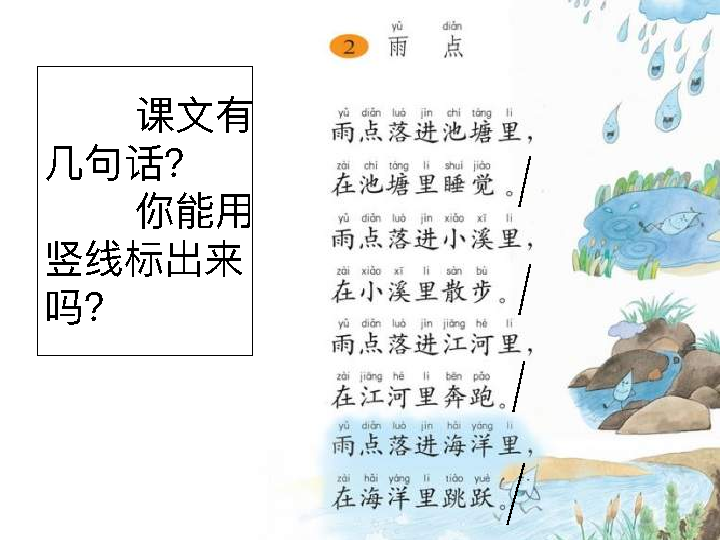 课文有
几句话?
你能用
竖线标出来
吗?
yǔ diǎn
2 雨 点
yǔ diǎn luò jìn chí táng lǐ
雨点落进池塘里，
zài chí táng lǐ shuì jiào
在池塘里睡觉。
yǔ diǎn luò jìn xiǎo xī lǐ
雨点落进小溪里，
zài xiǎo xī lǐ sàn bù
在小溪里散步。
yǔ diǎn luò jìn jiāng hé lǐ
雨点落进江河里，
zài jiāng hé lǐ bēn pǎo
在江河里奔跑。
yǔ diǎn luò jìn hǎi yáng lǐ
雨点落进海洋里，
zài hǎi yáng lǐ tiào yuè
在海洋里跳跃。